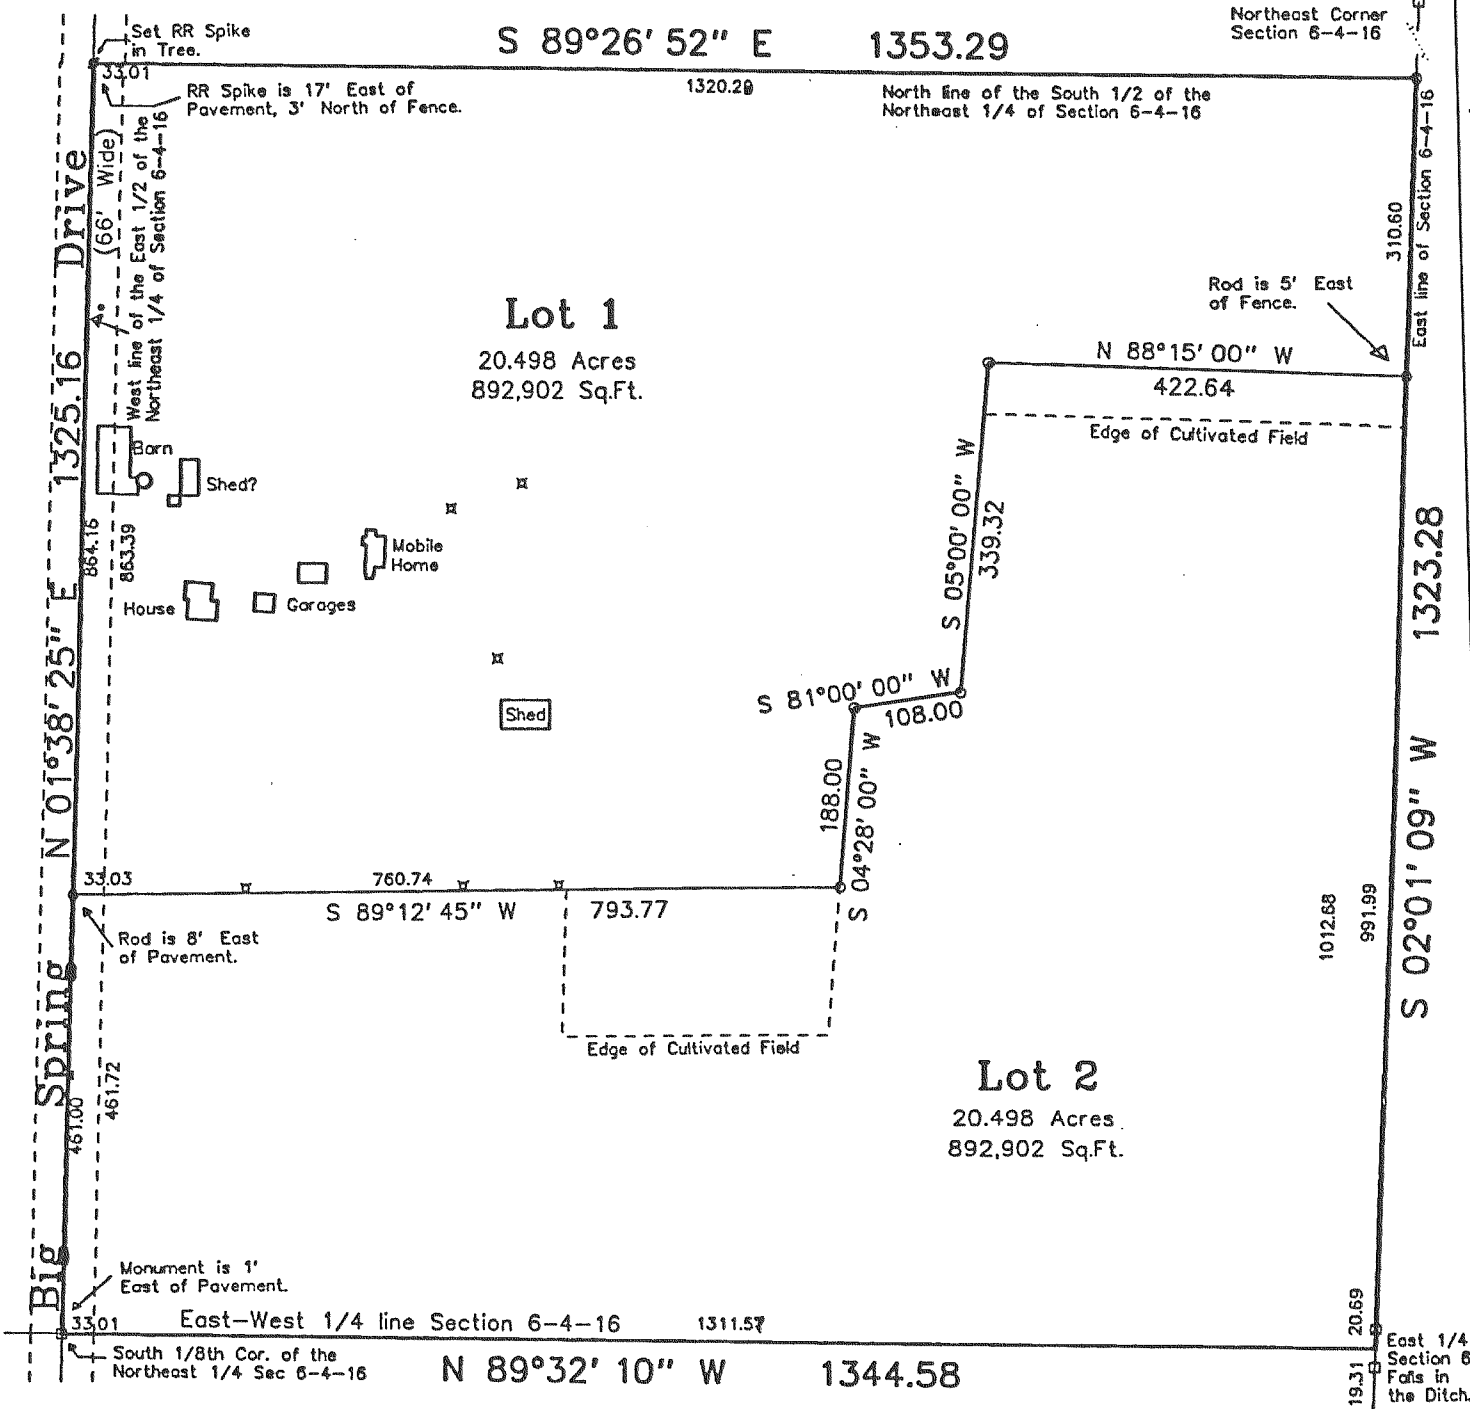 Set RR Spike
in Tree.
S 89°26' 52" E 1353.29
Northeast Corner
Section 6-4-16
33.01
RR Spike is 17' East of
Pavement, 3' North of Fence.
North line of the South 1/2 of the
Northeast 1/4 of Section 6-4-16
(66' Wide)
West line of the East 1/2 of the
Northeast 1/4 of Section 6-4-16
310.60
East line of Section 6-4-16
Rod is 5' East
of Fence.
Lot 1
20.498 Acres
892,902 Sq.Ft.
N 88°15' 00" W
422.64
Edge of Cultivated Field
Barn
Shed?
S 05°00' 00" W
339.32
Mobile
Home
House
Garages
864.16
863.39
N 01°38' 25" E 1325.16
1323.28
S 02°01' 09" W
S 81°00' 00" W
108.00
Shed
188.00
S 04°28' 00" W
33.03
760.74
S 89°12' 45" W 793.77
Rod is 8' East
of Pavement.
1012.68
991.99
Edge of Cultivated Field
Lot 2
20.498 Acres
892,902 Sq.Ft.
Big Spring Drive
461.00
461.72
Monument is 1'
East of Pavement.
33.01
East-West 1/4 line Section 6-4-16
1311.57
20.69
South 1/8th Cor. of the
Northeast 1/4 Sec 6-4-16
N 89°32' 10" W 1344.58
19.31
East 1/4
Section 6
Falls in
the Ditch.